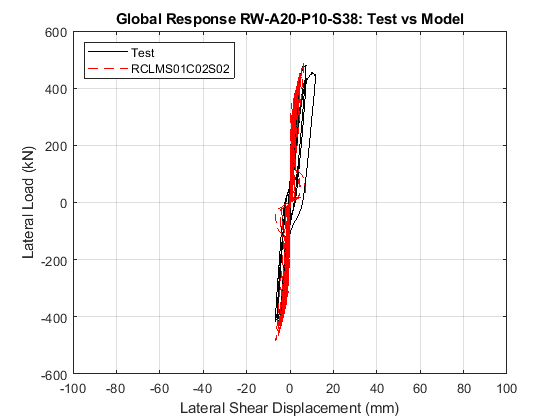 Global Response RW-A20-P10-S38: Test vs Model
Test
RCLMS01C02S02
Lateral Load (kN)
600
400
200
0
-200
-400
-600
-100 -80 -60 -40 -20 0 20 40 60 80 100
Lateral Shear Displacement (mm)